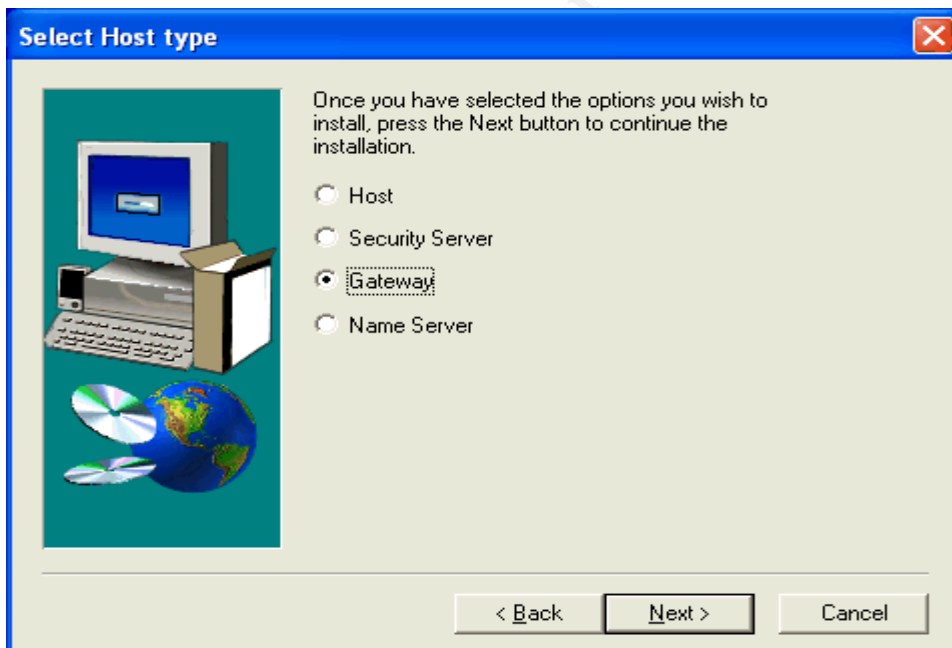 Select Host type
Once you have selected the options you wish to
install, press the Next button to continue the
installation.
Host
Security Server
Gateway
Name Server
< Back
Next >
Cancel